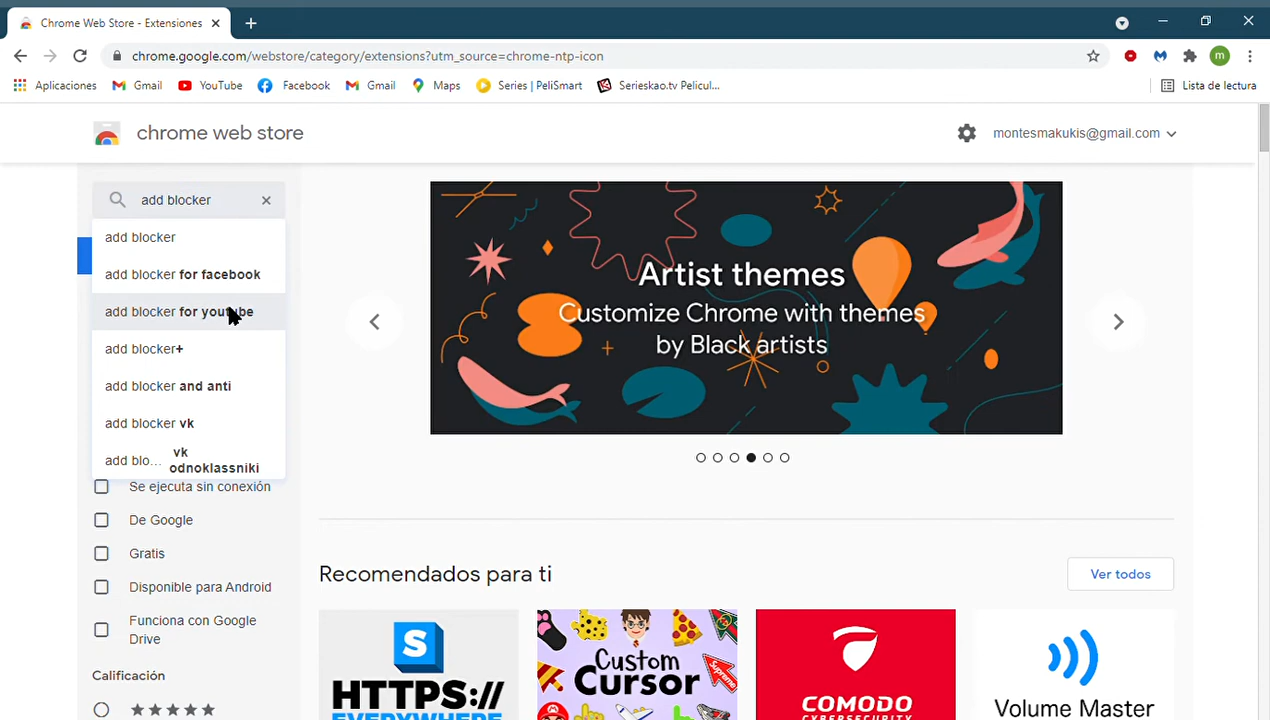 Chrome Web Store - Extensiones
chrome.google.com/webstore/category/extensions?utm_source=chrome-ntp-icon
m
Aplicaciones
Gmail
YouTube
Facebook
Gmail
Maps
Series | PeliSmart
Serieskao.tv Pelicul...
Lista de lectura
chrome web store
montesmakukis@gmail.com
add blocker
add blocker
add blocker for facebook
add blocker for youtube
add blocker+
add blocker and anti
add blocker vk
add blo... vk
odnoklassniki
Se ejecuta sin conexión
De Google
Gratis
Disponible para Android
Funciona con Google
Drive
Calificación
Artist themes
Customize Chrome with themes
by Black artists
Recomendados para ti
Ver todos
S
HTTPS://
EVERYWHERE
Custom
Cursor
Supreme
COMODO
CYBERSECURITY
Volume Master